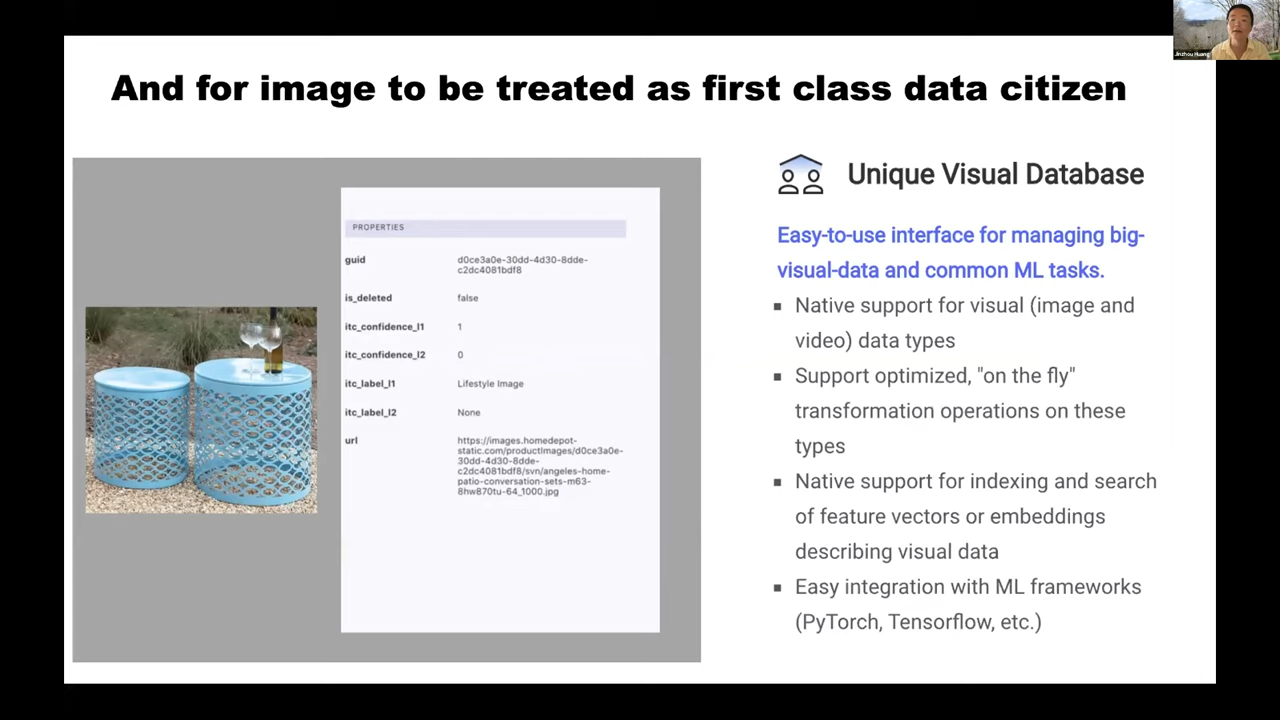 And for image to be treated as first class data citizen
Jinzhou Huang
PROPERTIES
guid d0ce3a0e-30dd-4d30-8dde-
c2dc4081bdf8
is_deleted false
itc_confidence_l1 1
itc_confidence_l2 0
itc_label_l1 Lifestyle Image
itc_label_l2 None
url https://images.homedepot-
static.com/productImages/d0ce3a0e-
30dd-4d30-8dde-
c2dc4081bdf8/svn/angeles-home-
patio-conversation-sets-m63-
8hw870tu-64_1000.jpg
Unique Visual Database
Easy-to-use interface for managing big-
visual-data and common ML tasks.
▪ Native support for visual (image and
video) data types
▪ Support optimized, "on the fly"
transformation operations on these
types
▪ Native support for indexing and search
of feature vectors or embeddings
describing visual data
▪ Easy integration with ML frameworks
(PyTorch, Tensorflow, etc.)